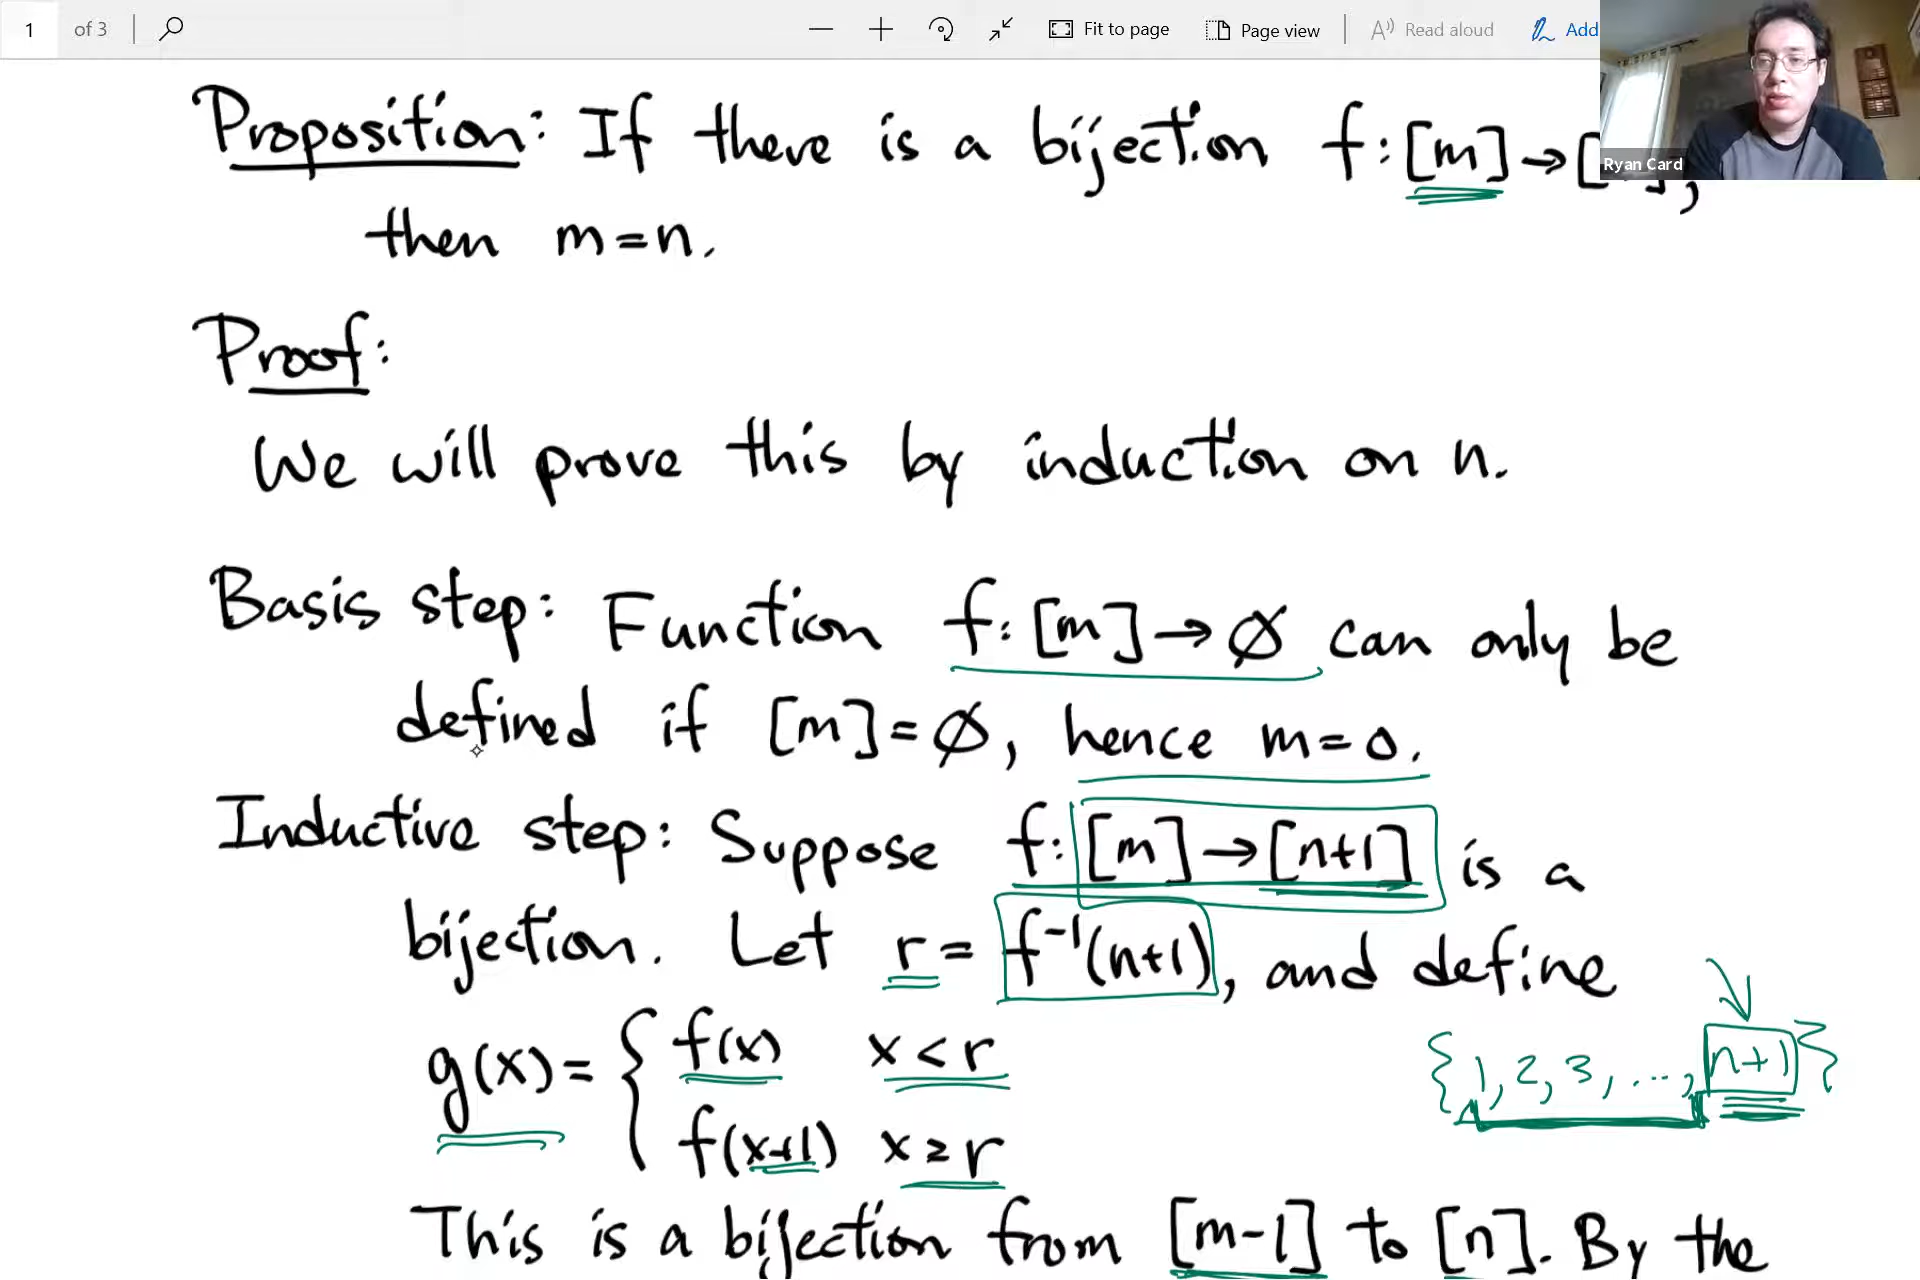 1 of 3 Fit to page Page view Read aloud Add
Ryan Card
Proposition: If there is a bijection f: [m] → [
then m=n.
Proof:
We will prove this by induction on n.
Basis step: Function f: [m] → ∅ can only be
defined if [m] = ∅, hence m=0.
Inductive step: Suppose f: [m] → [n+1] is a
bijection. Let r = f⁻¹(n+1), and define
g(x) = { f(x) x < r
f(x+1) x ≥ r
{1, 2, 3, ..., n+1}
This is a bijection from [m-1] to [n]. By the